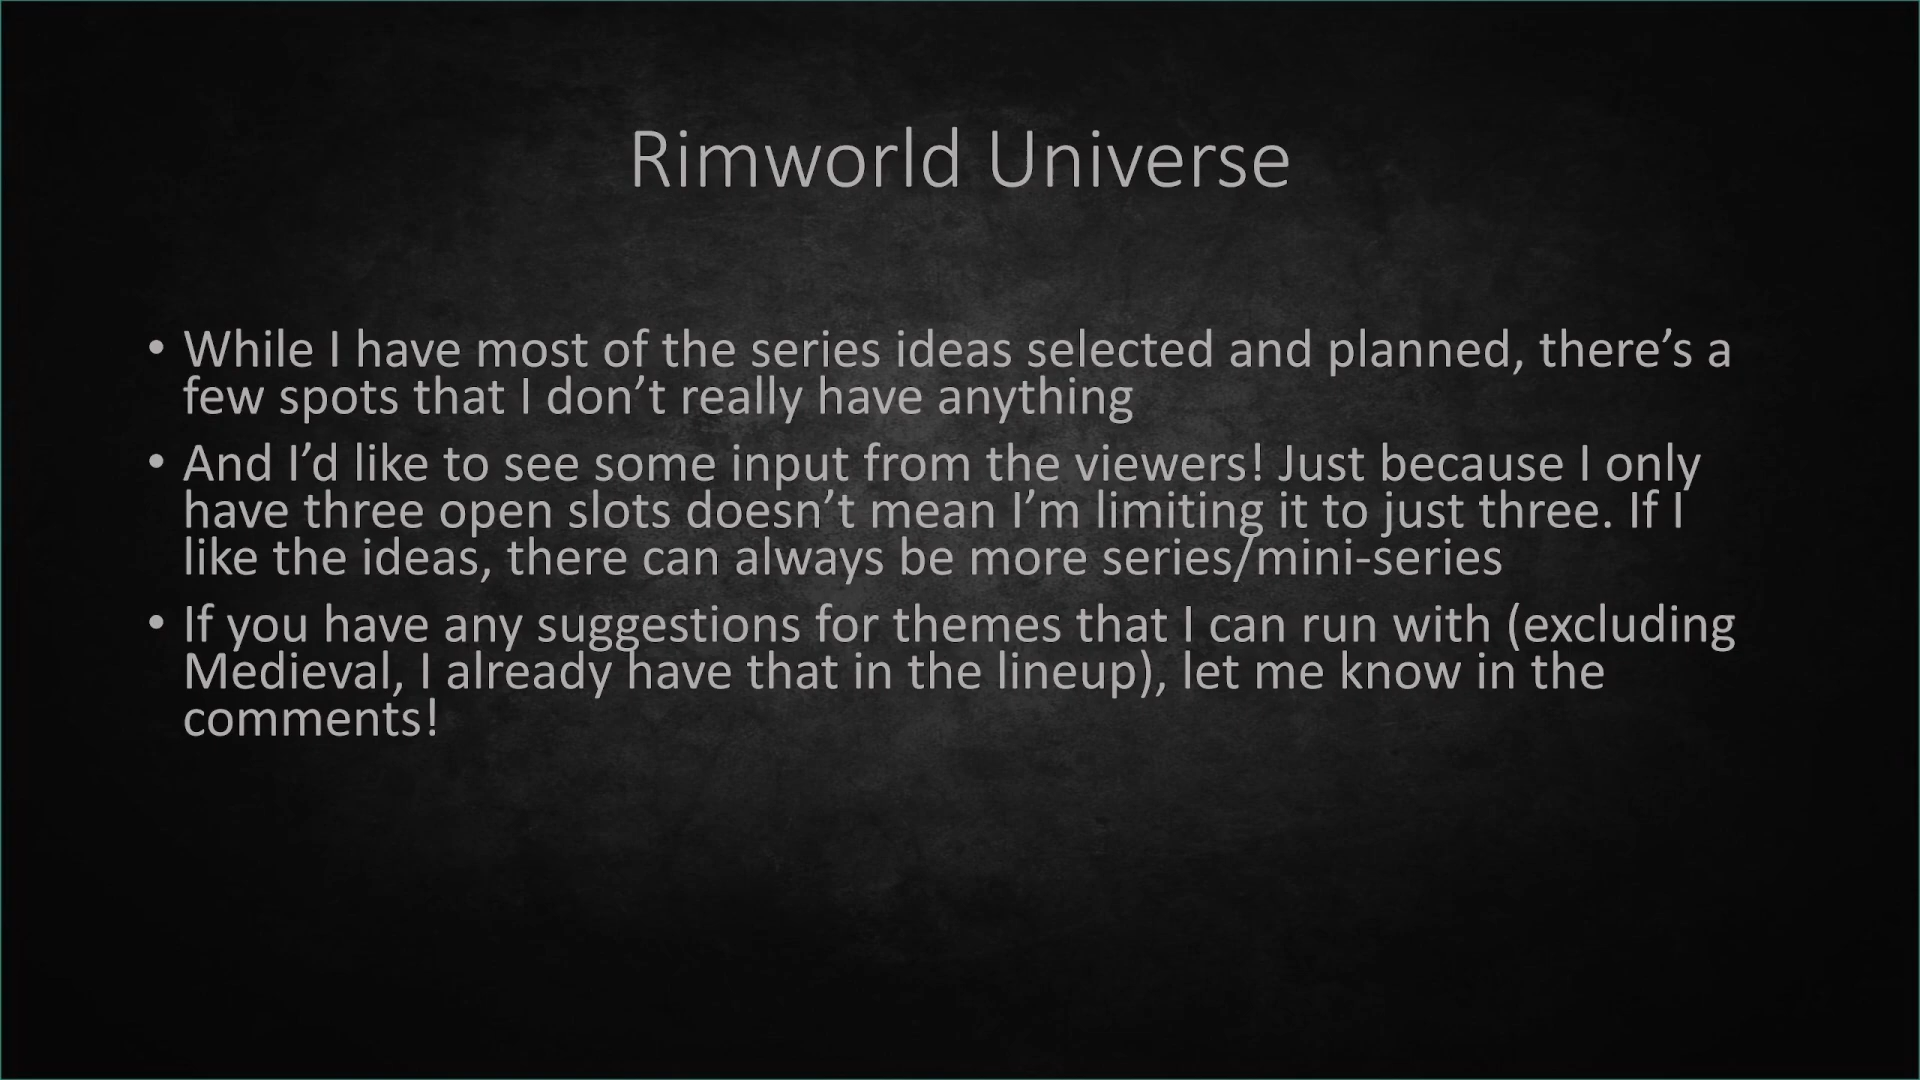 Rimworld Universe
• While I have most of the series ideas selected and planned, there’s a
few spots that I don’t really have anything
• And I’d like to see some input from the viewers! Just because I only
have three open slots doesn’t mean I’m limiting it to just three. If I
like the ideas, there can always be more series/mini-series
• If you have any suggestions for themes that I can run with (excluding
Medieval, I already have that in the lineup), let me know in the
comments!